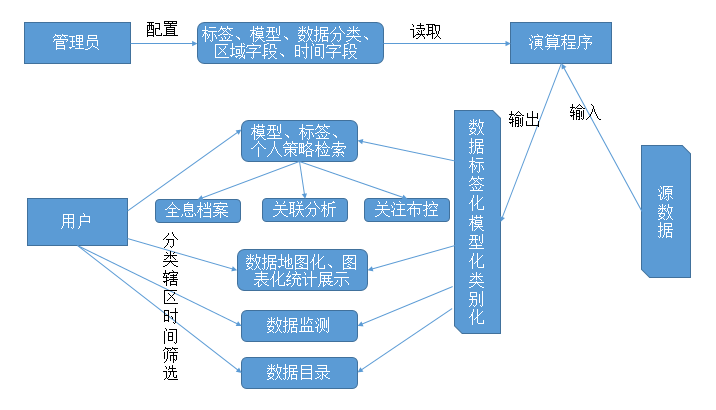 管理员
配置
标签、模型、数据分类、
区域字段、时间字段
读取
演算程序
输出
输入
模型、标签、
个人策略检索
数据标签化模型化类别化
源数据
用户
全息档案
关联分析
关注布控
分类辖区时间筛选
数据地图化、图
表化统计展示
数据监测
数据目录